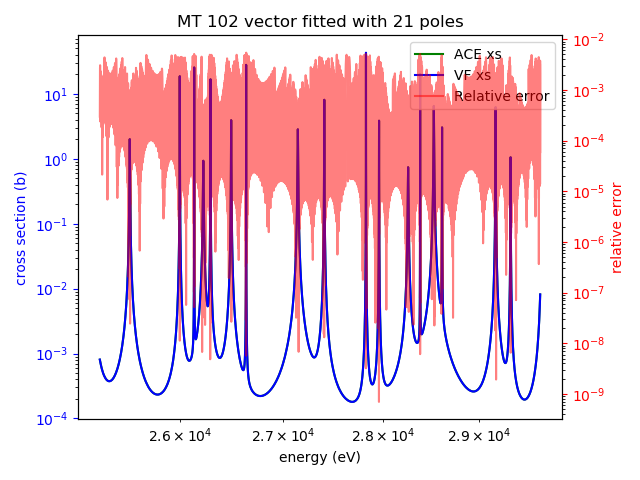 MT 102 vector fitted with 21 poles
ACE xs
VF xs
Relative error
cross section (b)
10¹
10⁰
10⁻¹
10⁻²
10⁻³
10⁻⁴
relative error
10⁻²
10⁻³
10⁻⁴
10⁻⁵
10⁻⁶
10⁻⁷
10⁻⁸
10⁻⁹
2.6 × 10⁴ 2.7 × 10⁴ 2.8 × 10⁴ 2.9 × 10⁴
energy (eV)